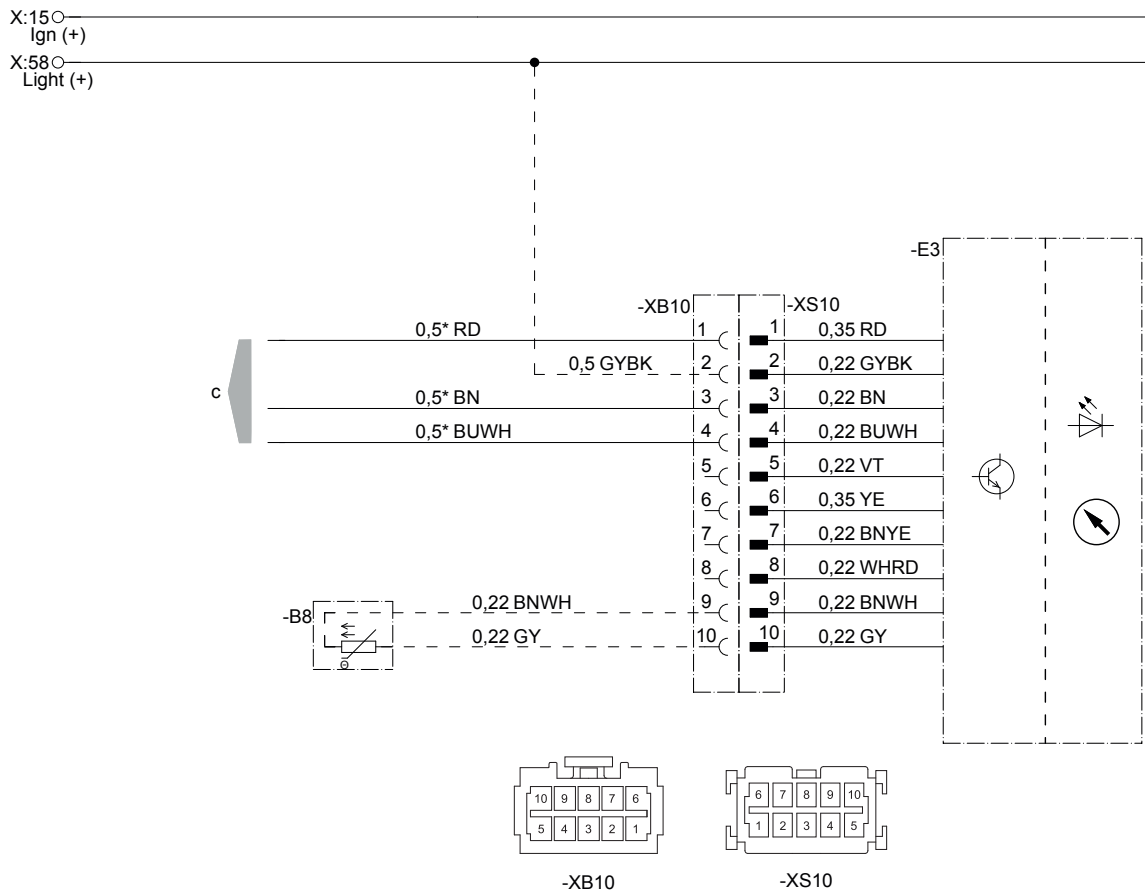 X:15
Ign (+)
X:58
Light (+)
-E3
-XB10 -XS10
0,5* RD 1 1 0,35 RD
0,5 GYBK 2 2 0,22 GYBK
c
0,5* BN 3 3 0,22 BN
0,5* BUWH 4 4 0,22 BUWH
5 5 0,22 VT
6 6 0,35 YE
7 7 0,22 BNYE
8 8 0,22 WHRD
-B8 0,22 BNWH 9 9 0,22 BNWH
0,22 GY 10 10 0,22 GY
10 9 8 7 6
5 4 3 2 1
-XB10
6 7 8 9 10
1 2 3 4 5
-XS10